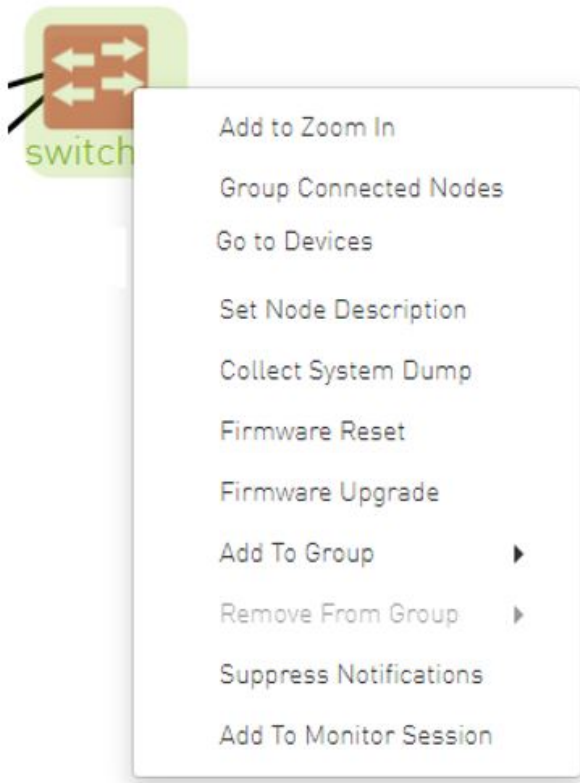 switch
Add to Zoom In
Group Connected Nodes
Go to Devices
Set Node Description
Collect System Dump
Firmware Reset
Firmware Upgrade
Add To Group
Remove From Group
Suppress Notifications
Add To Monitor Session